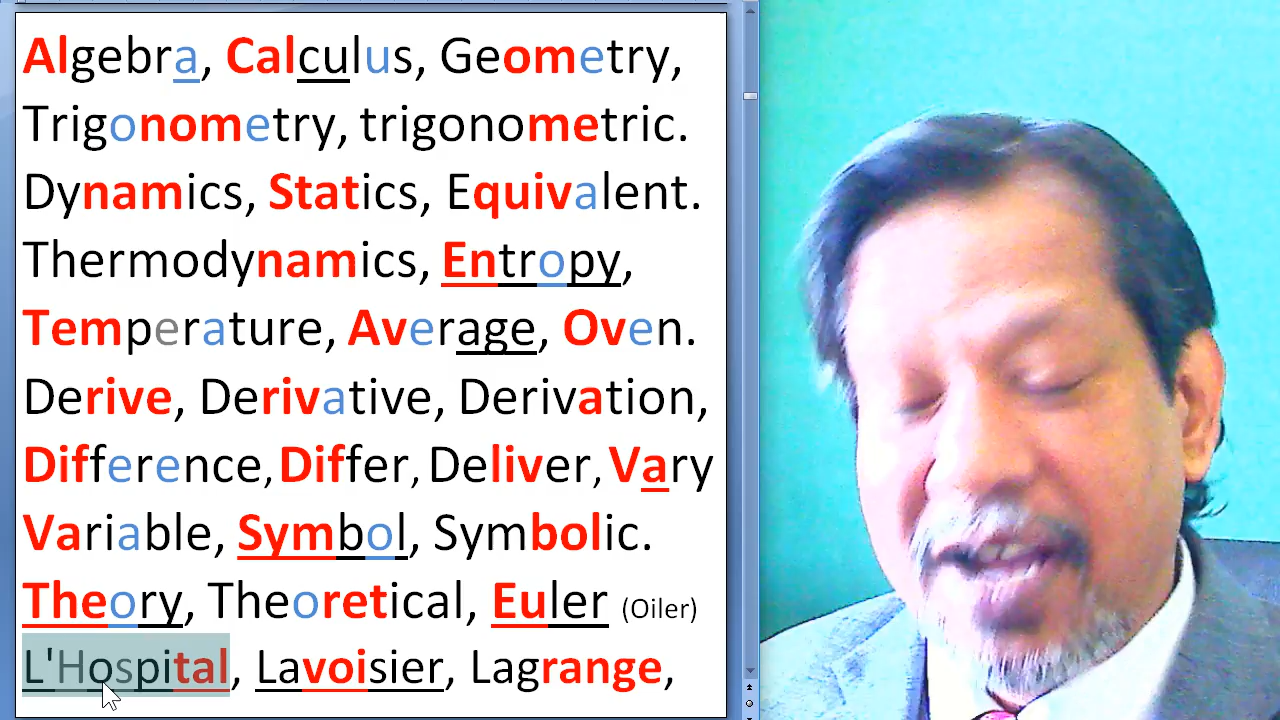 Algebra, Calculus, Geometry,
Trigonometry, trigonometric.
Dynamics, Statics, Equivalent.
Thermodynamics, Entropy,
Temperature, Average, Oven.
Derive, Derivative, Derivation,
Difference, Differ, Deliver, Vary
Variable, Symbol, Symbolic.
Theory, Theoretical, Euler (Oiler)
L'Hospital, Lavoisier, Lagrange,